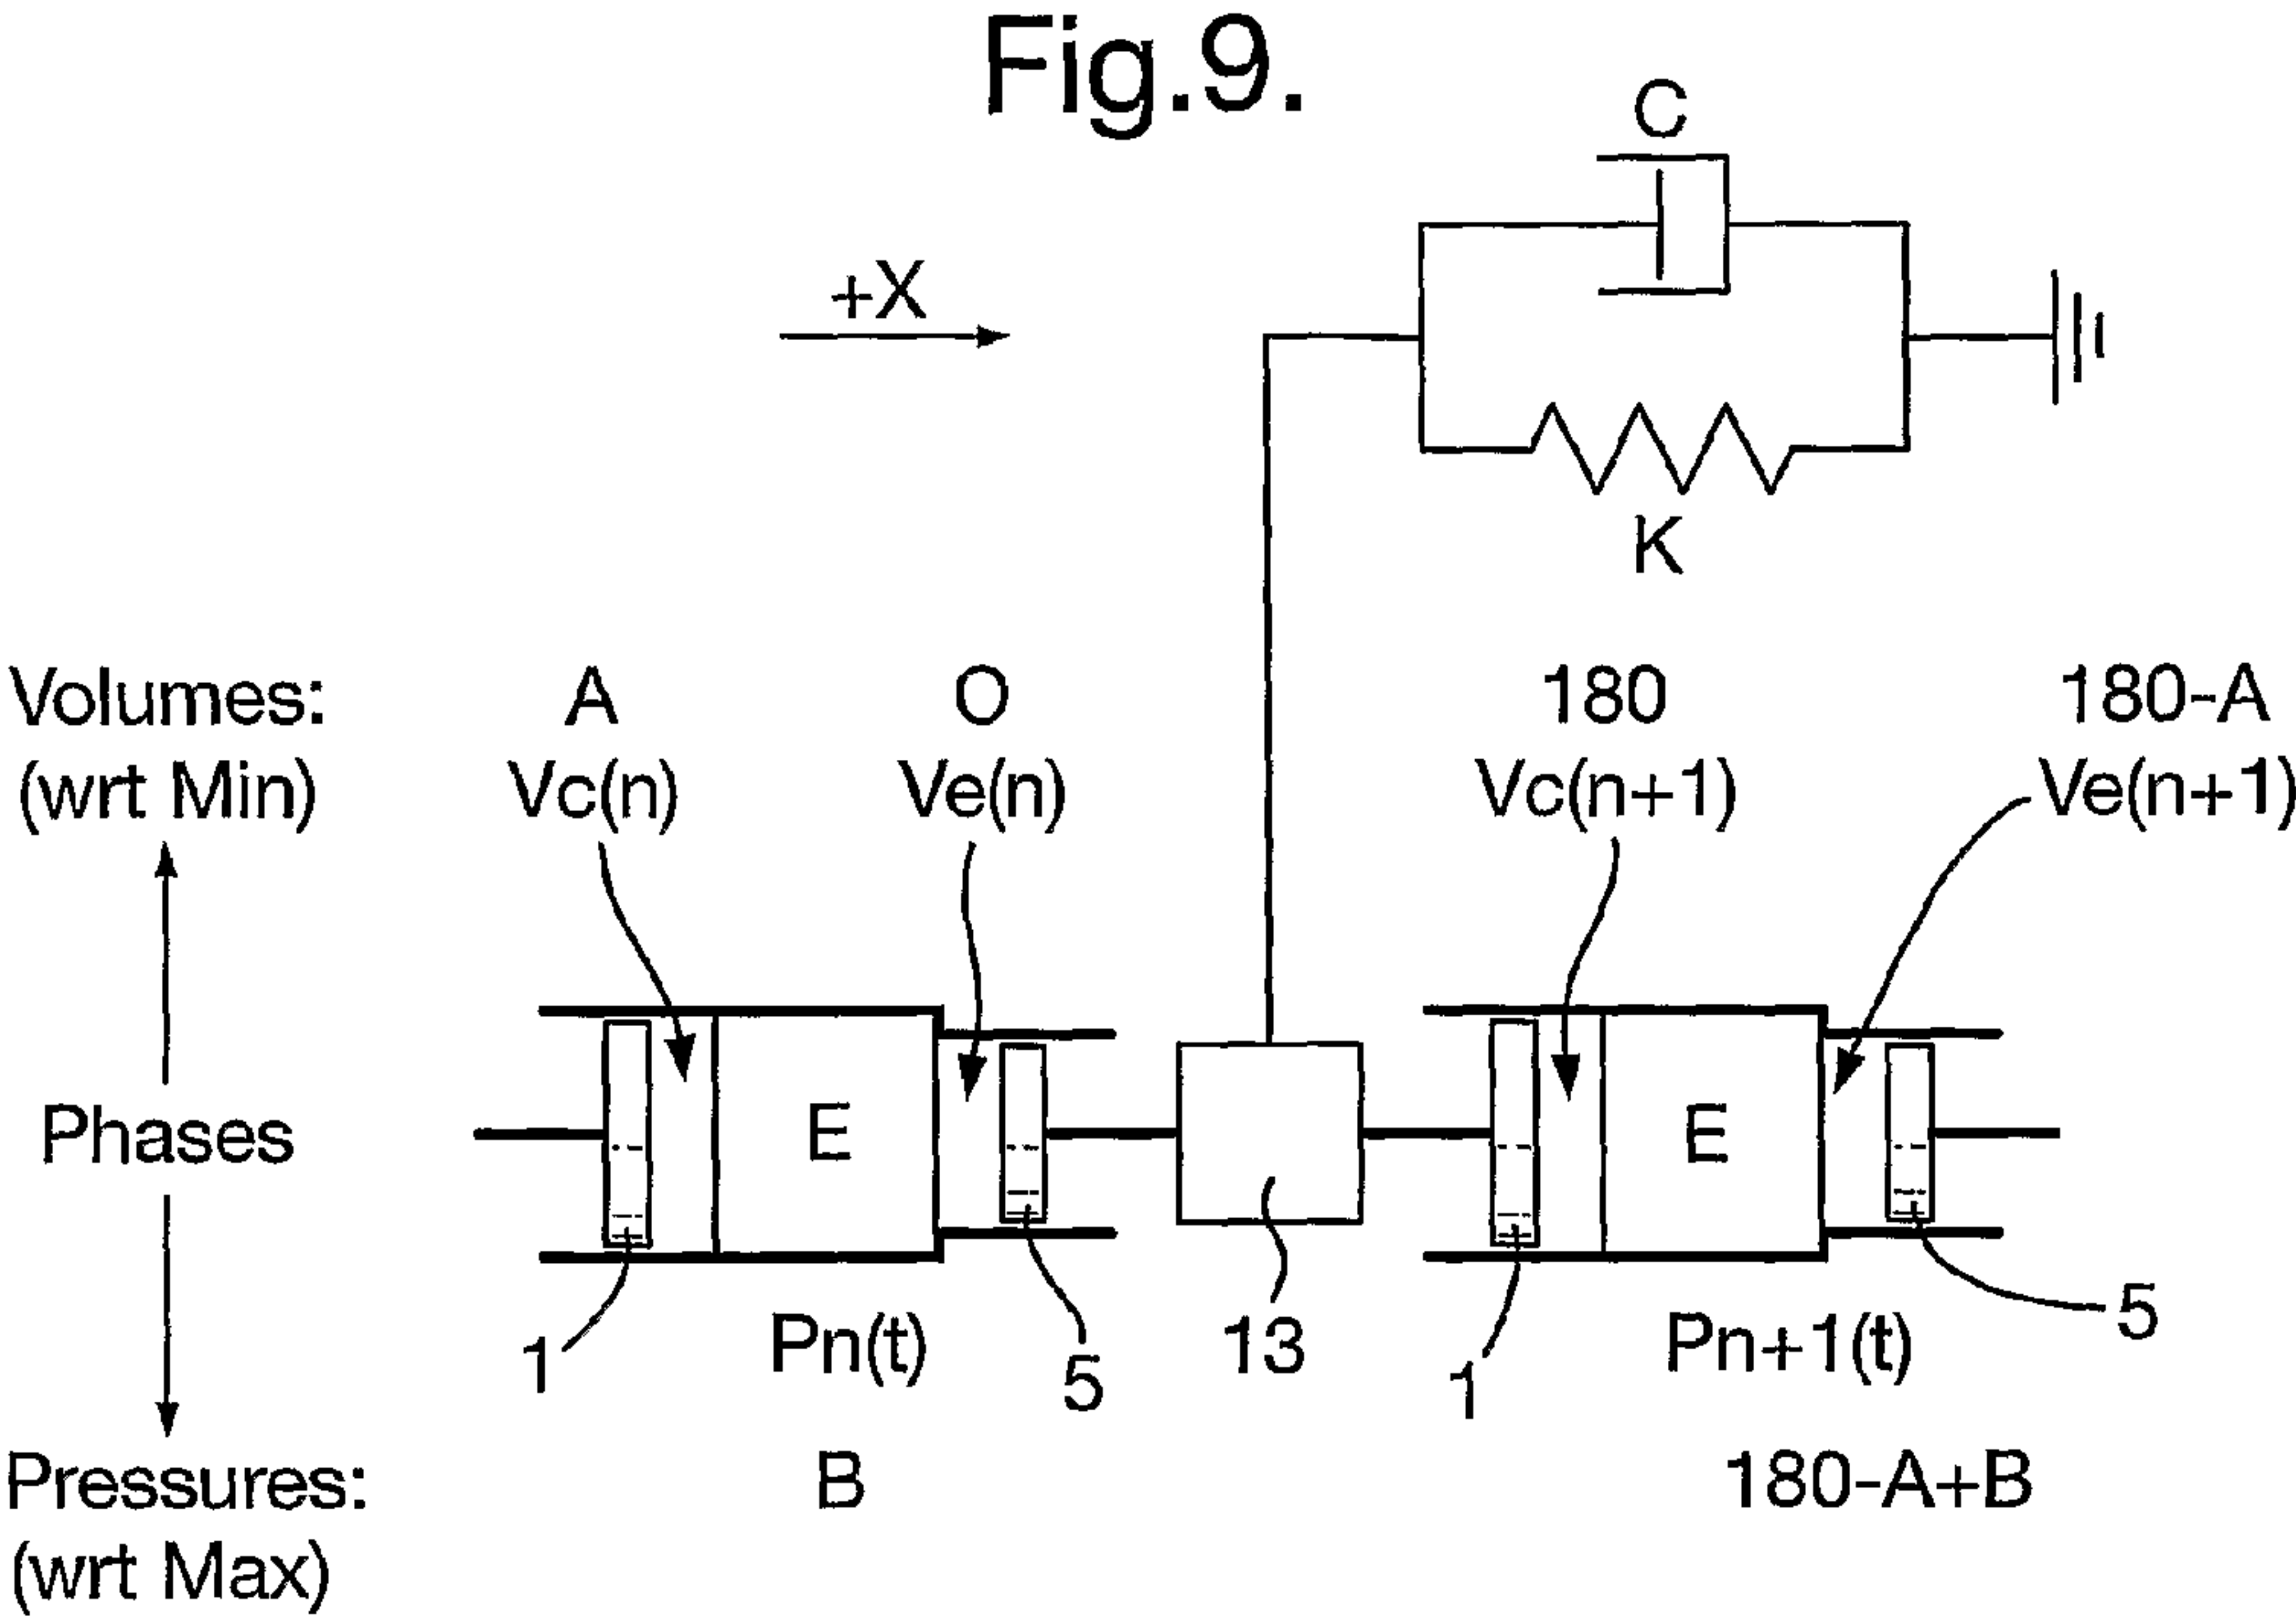 Fig.9.
C
+X
K
Volumes: A O 180 180-A
(wrt Min) Vc(n) Ve(n) Vc(n+1) Ve(n+1)
Phases E E
1 Pn(t) 5 13 1 Pn+1(t) 5
Pressures: B 180-A+B
(wrt Max)